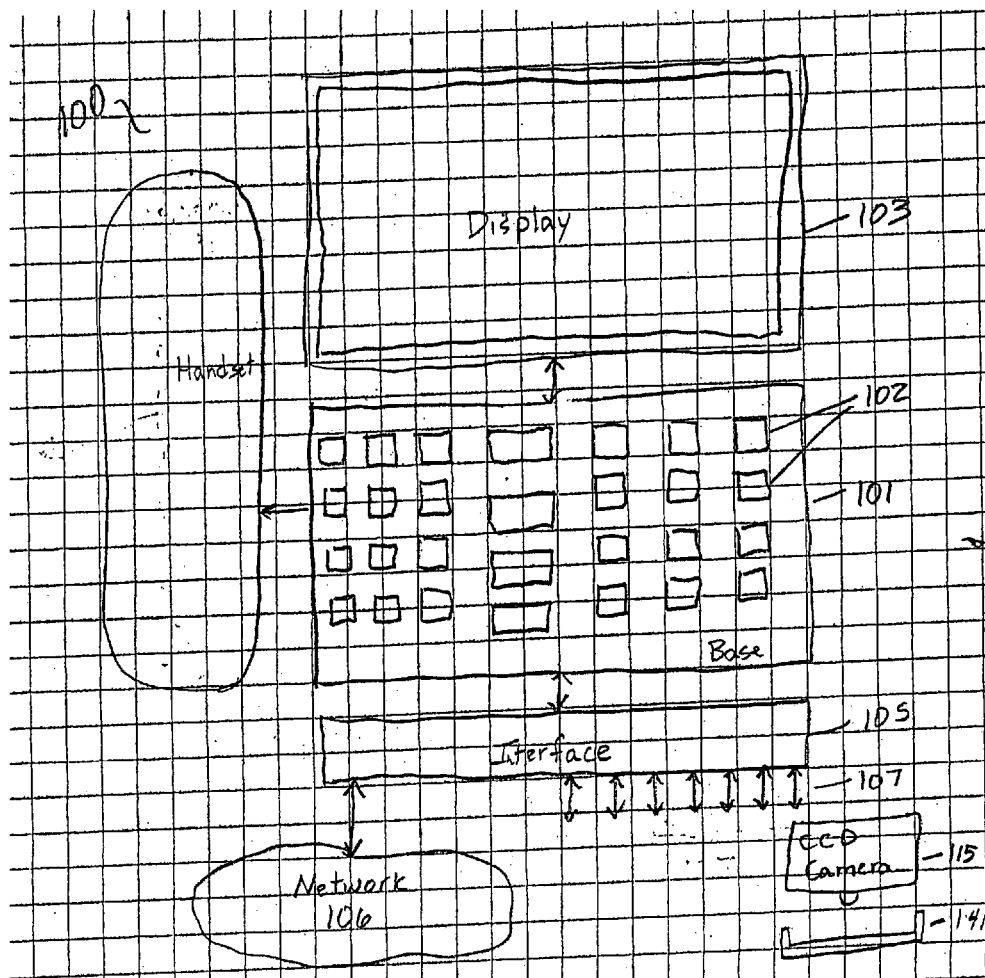 100
Display
103
Handset
102
101
Base
Interface
105
107
CCD
Camera
115
Network
106
141